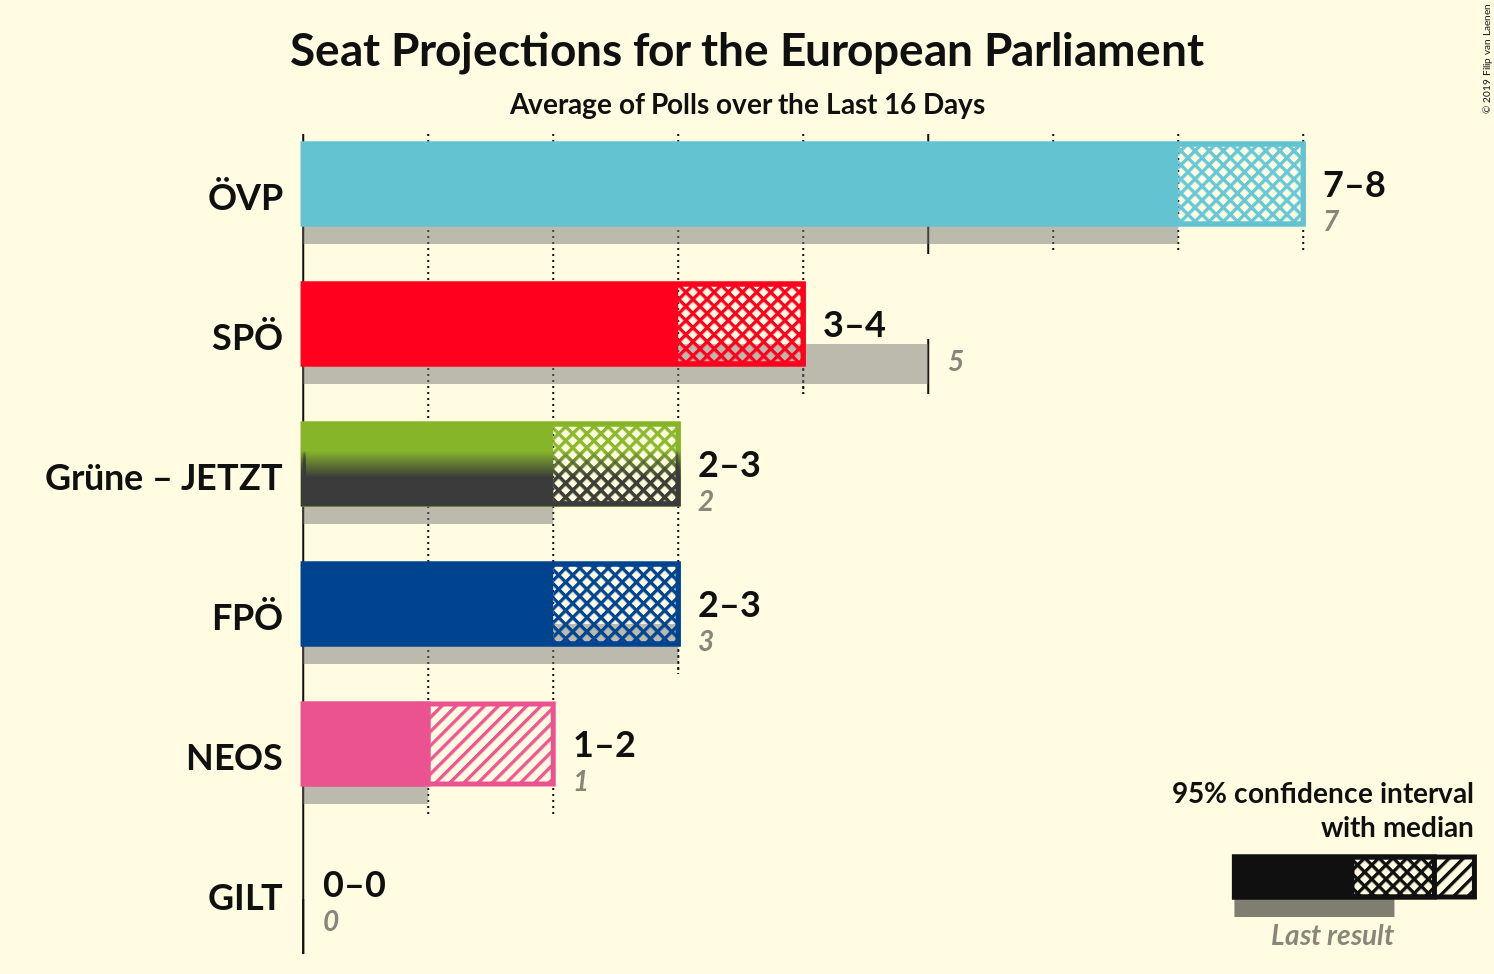 Seat Projections for the European Parliament
Average of Polls over the Last 16 Days
© 2019 Filip van Laenen
ÖVP
7–8
7
SPÖ
3–4
5
Grüne – JETZT
2–3
2
FPÖ
2–3
3
NEOS
1–2
1
GILT
0–0
0
95% confidence interval
with median
Last result